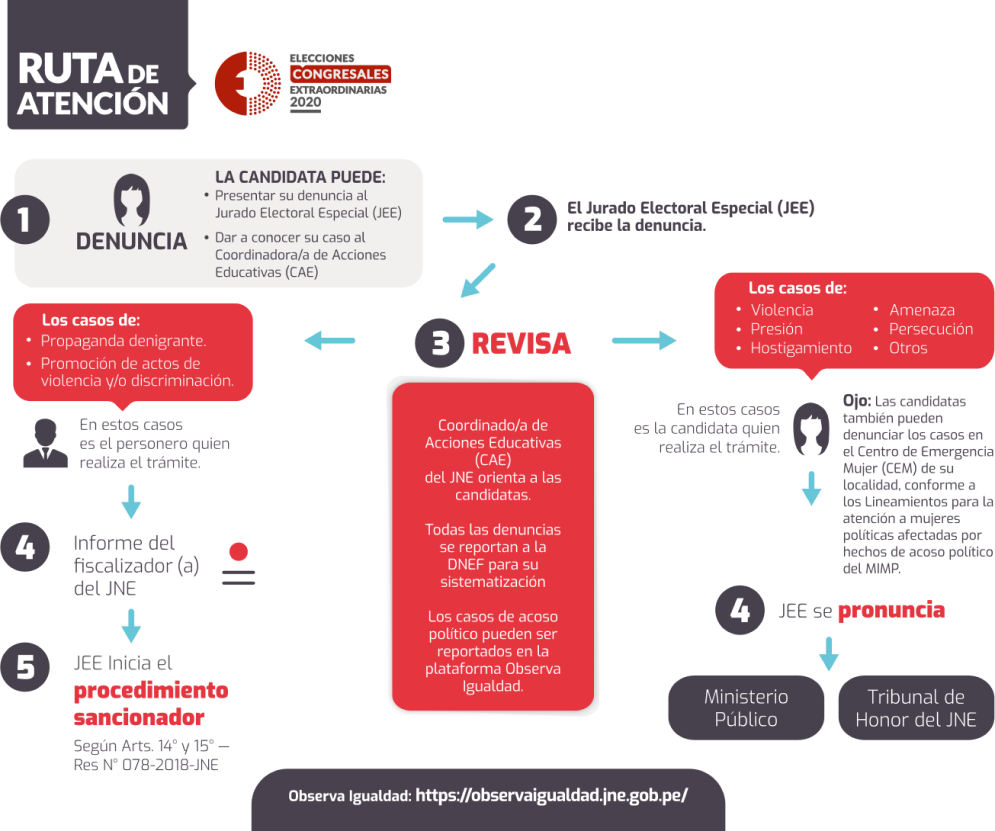 RUTA DE
ATENCIÓN
ELECCIONES
CONGRESALES
EXTRAORDINARIAS
2020
1
DENUNCIA
LA CANDIDATA PUEDE:
• Presentar su denuncia al
Jurado Electoral Especial (JEE)
• Dar a conocer su caso al
Coordinadora/a de Acciones
Educativas (CAE)
2
El Jurado Electoral Especial (JEE)
recibe la denuncia.
3 REVISA
Coordinado/a de
Acciones Educativas
(CAE)
del JNE orienta a las
candidatas.
Todas las denuncias
se reportan a la
DNEF para su
sistematización
Los casos de acoso
político pueden ser
reportados en la
plataforma Observa
Igualdad.
Los casos de:
• Propaganda denigrante.
• Promoción de actos de
violencia y/o discriminación.
En estos casos
es el personero quien
realiza el trámite.
4
Informe del
fiscalizador (a)
del JNE
5
JEE Inicia el
procedimiento
sancionador
Según Arts. 14° y 15° —
Res N° 078-2018-JNE
Los casos de:
• Violencia
• Presión
• Hostigamiento
• Amenaza
• Persecución
• Otros
En estos casos
es la candidata quien
realiza el trámite.
Ojo: Las candidatas
también pueden
denunciar los casos en
el Centro de Emergencia
Mujer (CEM) de su
localidad, conforme a
los Lineamientos para la
atención a mujeres
políticas afectadas por
hechos de acoso político
del MIMP.
4
JEE se pronuncia
Ministerio
Público
Tribunal de
Honor del JNE
Observa Igualdad: https://observaigualdad.jne.gob.pe/